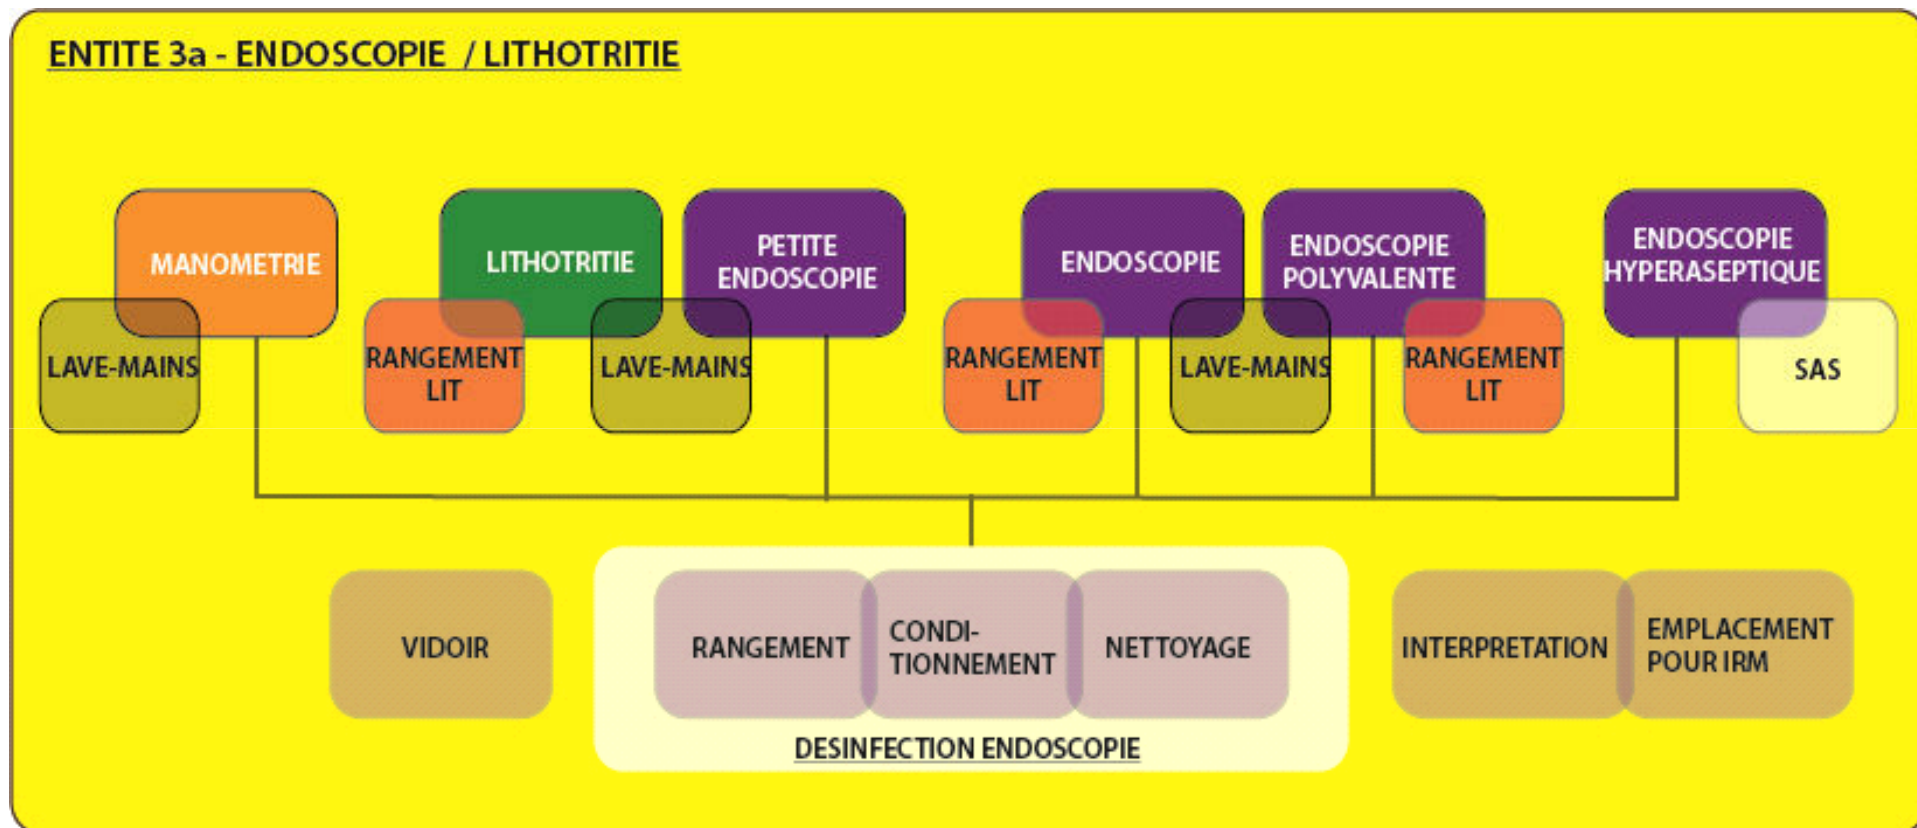 ENTITE 3a - ENDOSCOPIE / LITHOTRITIE
MANOMETRIE
LITHOTRITIE
PETITE
ENDOSCOPIE
ENDOSCOPIE
ENDOSCOPIE
POLYVALENTE
ENDOSCOPIE
HYPERASEPTIQUE
LAVE-MAINS
RANGEMENT
LIT
LAVE-MAINS
RANGEMENT
LIT
LAVE-MAINS
RANGEMENT
LIT
SAS
VIDOIR
RANGEMENT
CONDI-
TIONNEMENT
NETTOYAGE
INTERPRETATION
EMPLACEMENT
POUR IRM
DESINFECTION ENDOSCOPIE